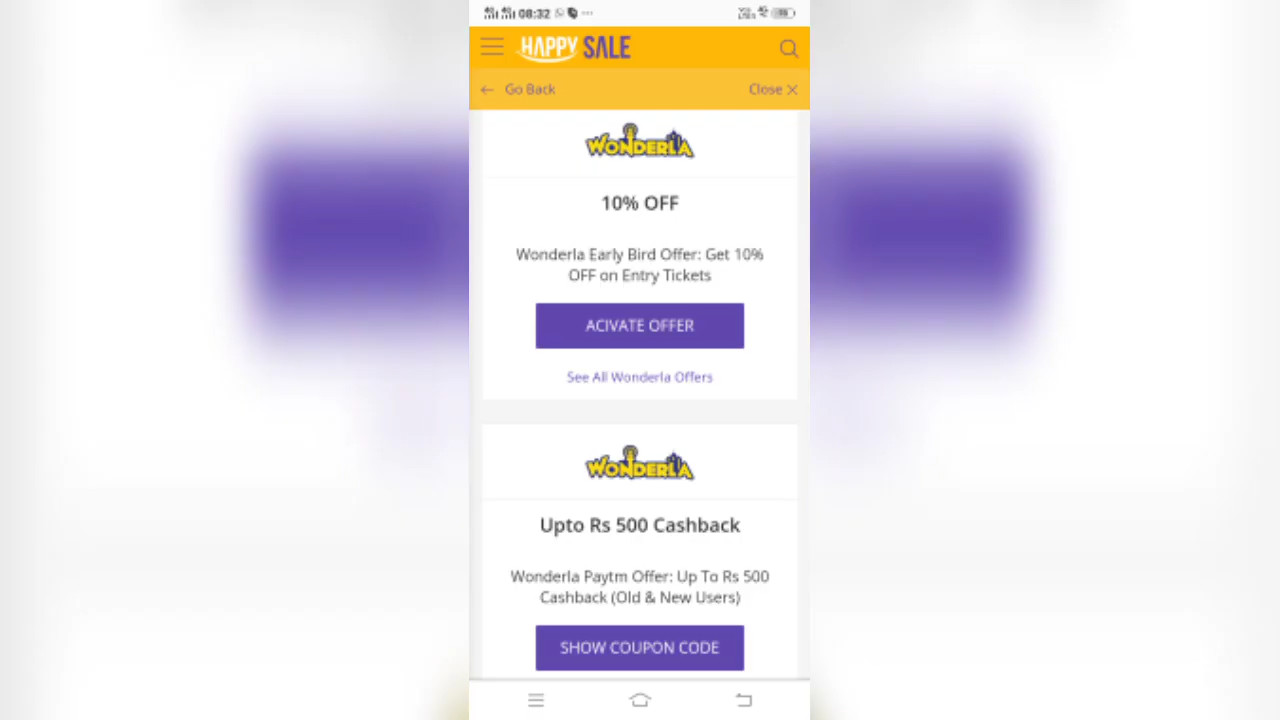 08:32
HAPPY SALE
← Go Back Close ×
WONDERLA
10% OFF
Wonderla Early Bird Offer: Get 10%
OFF on Entry Tickets
ACIVATE OFFER
See All Wonderla Offers
WONDERLA
Upto Rs 500 Cashback
Wonderla Paytm Offer: Up To Rs 500
Cashback (Old & New Users)
SHOW COUPON CODE